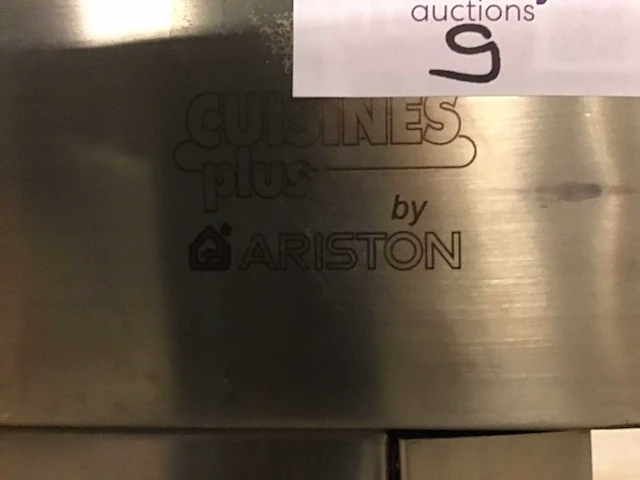 auctions
9
CUISINES
plus
by
ARISTON